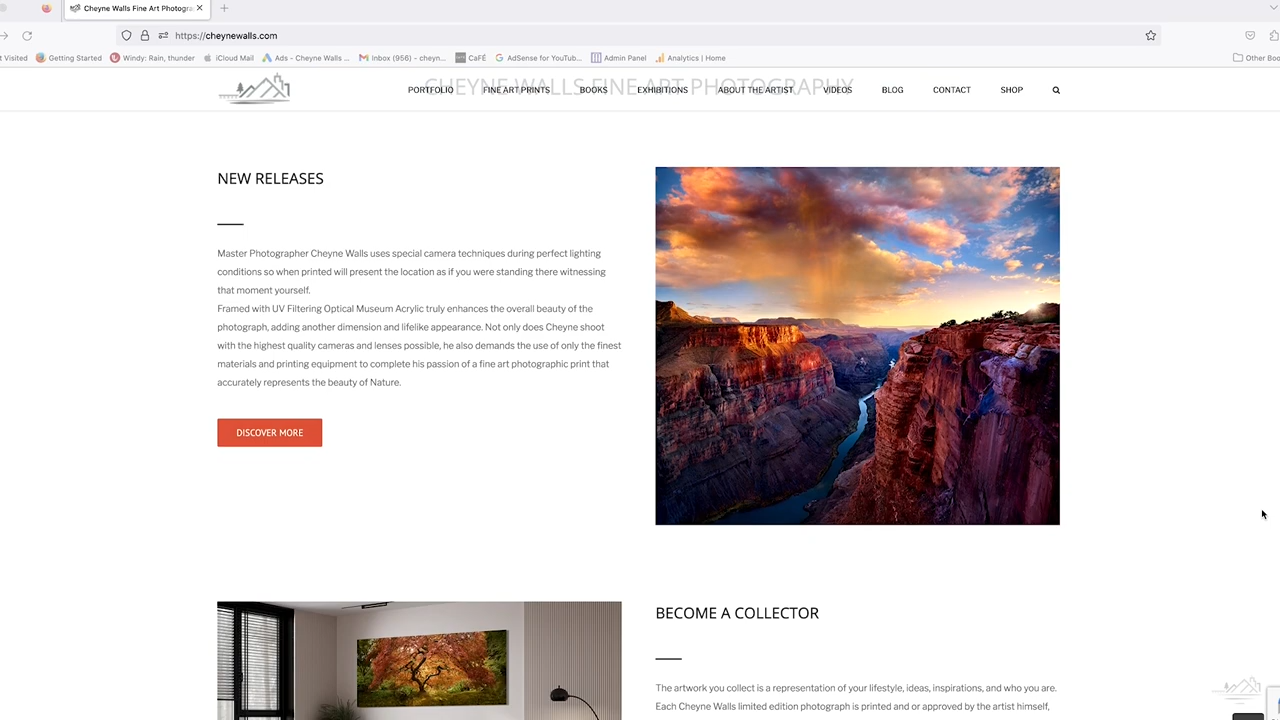 Cheyne Walls Fine Art Photogra
https://cheynewalls.com
t Visited Getting Started Windy: Rain, thunder iCloud Mail Ads - Cheyne Walls ... Inbox (956) - cheyn... CaFÉ AdSense for YouTub... Admin Panel Analytics | Home Other Boo
CHEYNE WALLS FINE ART PHOTOGRAPHY
PORTFOLIO FINE ART PRINTS BOOKS EXHIBITIONS ABOUT THE ARTIST VIDEOS BLOG CONTACT SHOP
NEW RELEASES
Master Photographer Cheyne Walls uses special camera techniques during perfect lighting
conditions so when printed will present the location as if you were standing there witnessing
that moment yourself.
Framed with UV Filtering Optical Museum Acrylic truly enhances the overall beauty of the
photograph, adding another dimension and lifelike appearance. Not only does Cheyne shoot
with the highest quality cameras and lenses possible, he also demands the use of only the finest
materials and printing equipment to complete his passion of a fine art photographic print that
accurately represents the beauty of Nature.
DISCOVER MORE
BECOME A COLLECTOR
The artwork you collect is a representation of your lifestyle, ideas, inspirations, and who you are.
Each Cheyne Walls limited edition photograph is printed and or approved by the artist himself,